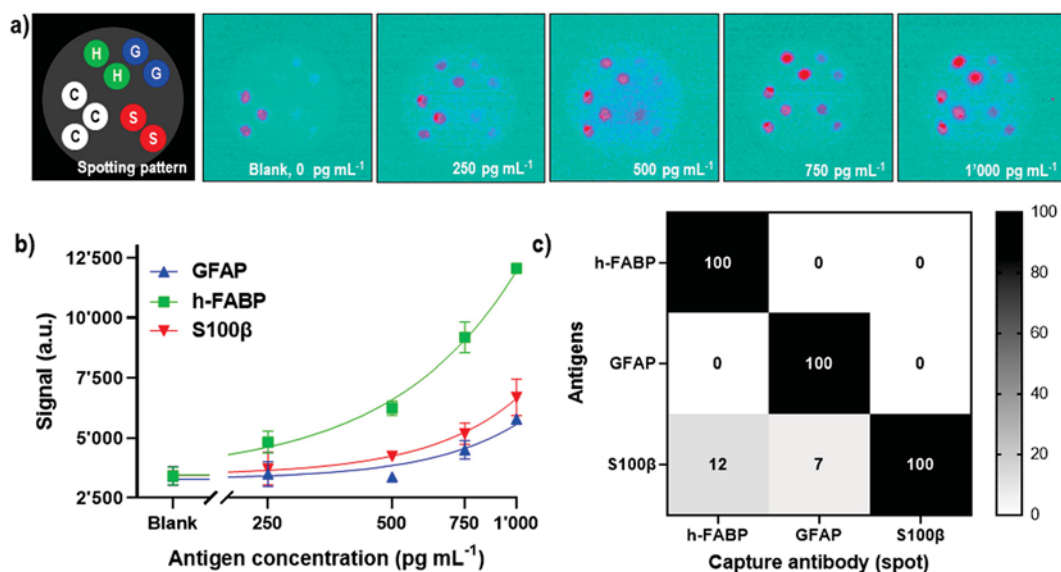 a)
H
G
H
G
C
C
C
S
S
Spotting pattern
Blank, 0 pg mL⁻¹
250 pg mL⁻¹
500 pg mL⁻¹
750 pg mL⁻¹
1'000 pg mL⁻¹
b)
12'500
10'000
7'500
5'000
2'500
Signal (a.u.)
GFAP
h-FABP
S100β
Blank
250
500
750
1'000
Antigen concentration (pg mL⁻¹)
c)
Antigens
h-FABP
100
0
0
GFAP
0
100
0
S100β
12
7
100
h-FABP
GFAP
S100β
Capture antibody (spot)
100
80
60
40
20
0